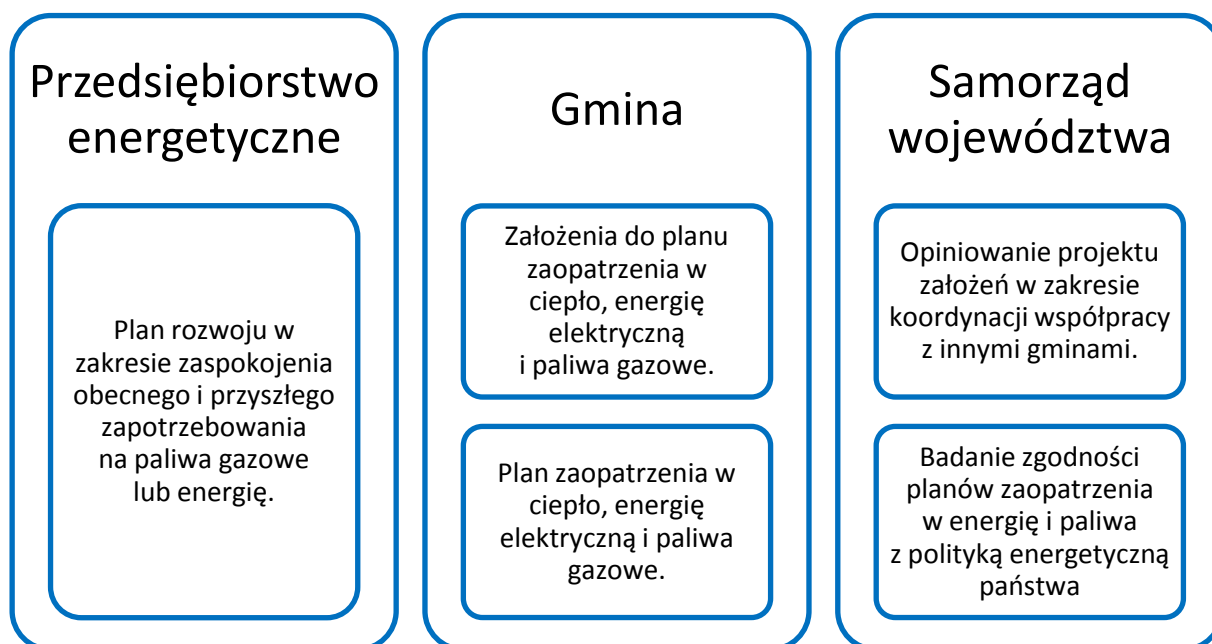 Przedsiębiorstwo
energetyczne
Plan rozwoju w
zakresie zaspokojenia
obecnego i przyszłego
zapotrzebowania
na paliwa gazowe
lub energię.
Gmina
Założenia do planu
zaopatrzenia w
ciepło, energię
elektryczną
i paliwa gazowe.
Plan zaopatrzenia w
ciepło, energię
elektryczną i paliwa
gazowe.
Samorząd
województwa
Opiniowanie projektu
założeń w zakresie
koordynacji współpracy
z innymi gminami.
Badanie zgodności
planów zaopatrzenia
w energię i paliwa
z polityką energetyczną
państwa